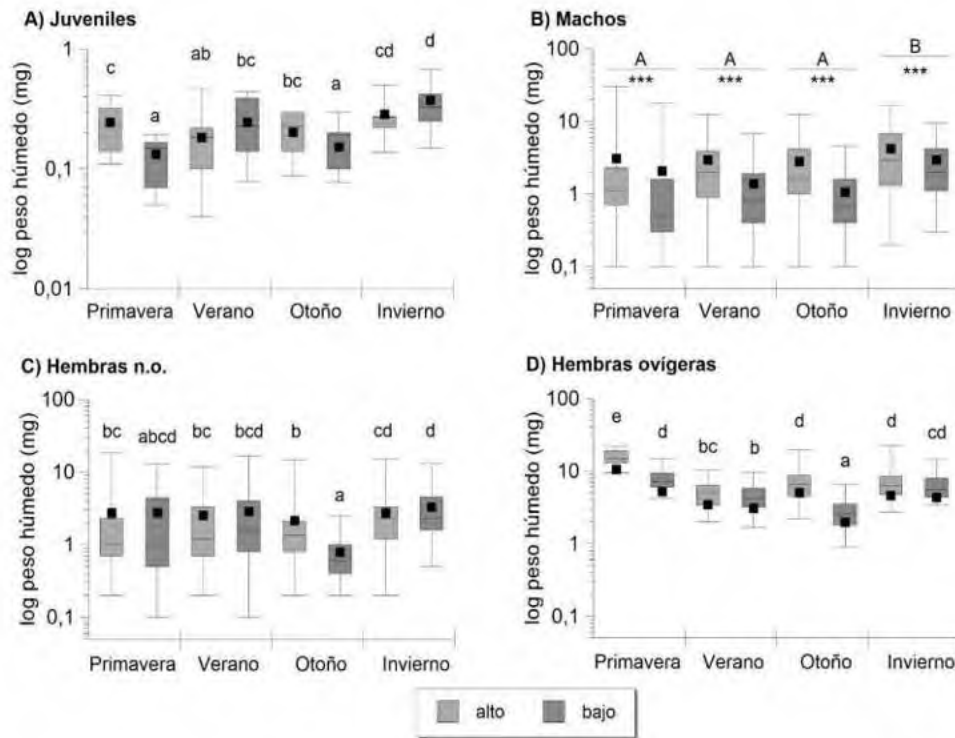 A) Juveniles
log peso húmedo (mg)
1
0,1
0,01
c
a
ab
bc
bc
a
cd
d
Primavera
Verano
Otoño
Invierno
B) Machos
log peso húmedo (mg)
100
10
1
0,1
A
***
A
***
A
***
B
***
Primavera
Verano
Otoño
Invierno
C) Hembras n.o.
log peso húmedo (mg)
100
10
1
0,1
bc
abcd
bc
bcd
b
a
cd
d
Primavera
Verano
Otoño
Invierno
D) Hembras ovígeras
log peso húmedo (mg)
100
10
1
0,1
e
d
bc
b
d
a
d
cd
Primavera
Verano
Otoño
Invierno
alto
bajo